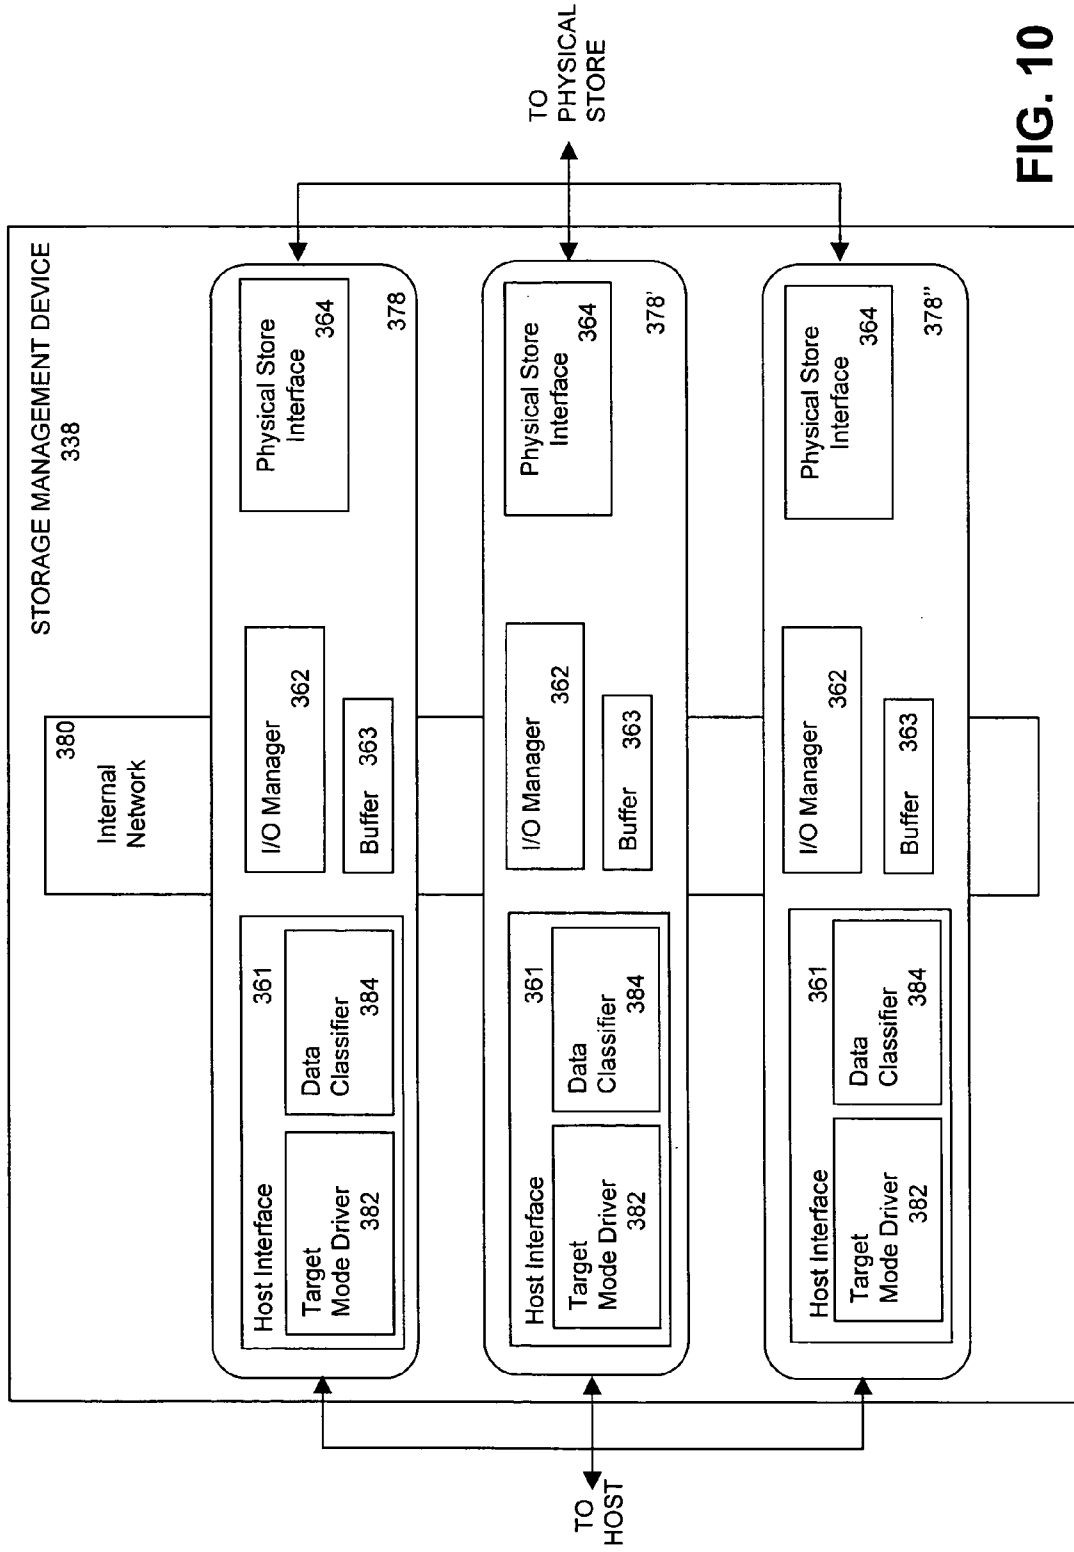 STORAGE MANAGEMENT DEVICE
338
380
Internal
Network
Host Interface
361
Target
Mode Driver
382
Data
Classifier
384
I/O Manager
362
Buffer 363
Physical Store
Interface
364
378
Host Interface
361
Target
Mode Driver
382
Data
Classifier
384
I/O Manager
362
Buffer 363
Physical Store
Interface
364
378'
Host Interface
361
Target
Mode Driver
382
Data
Classifier
384
I/O Manager
362
Buffer 363
Physical Store
Interface
364
378"
TO
HOST
TO
PHYSICAL
STORE
FIG. 10